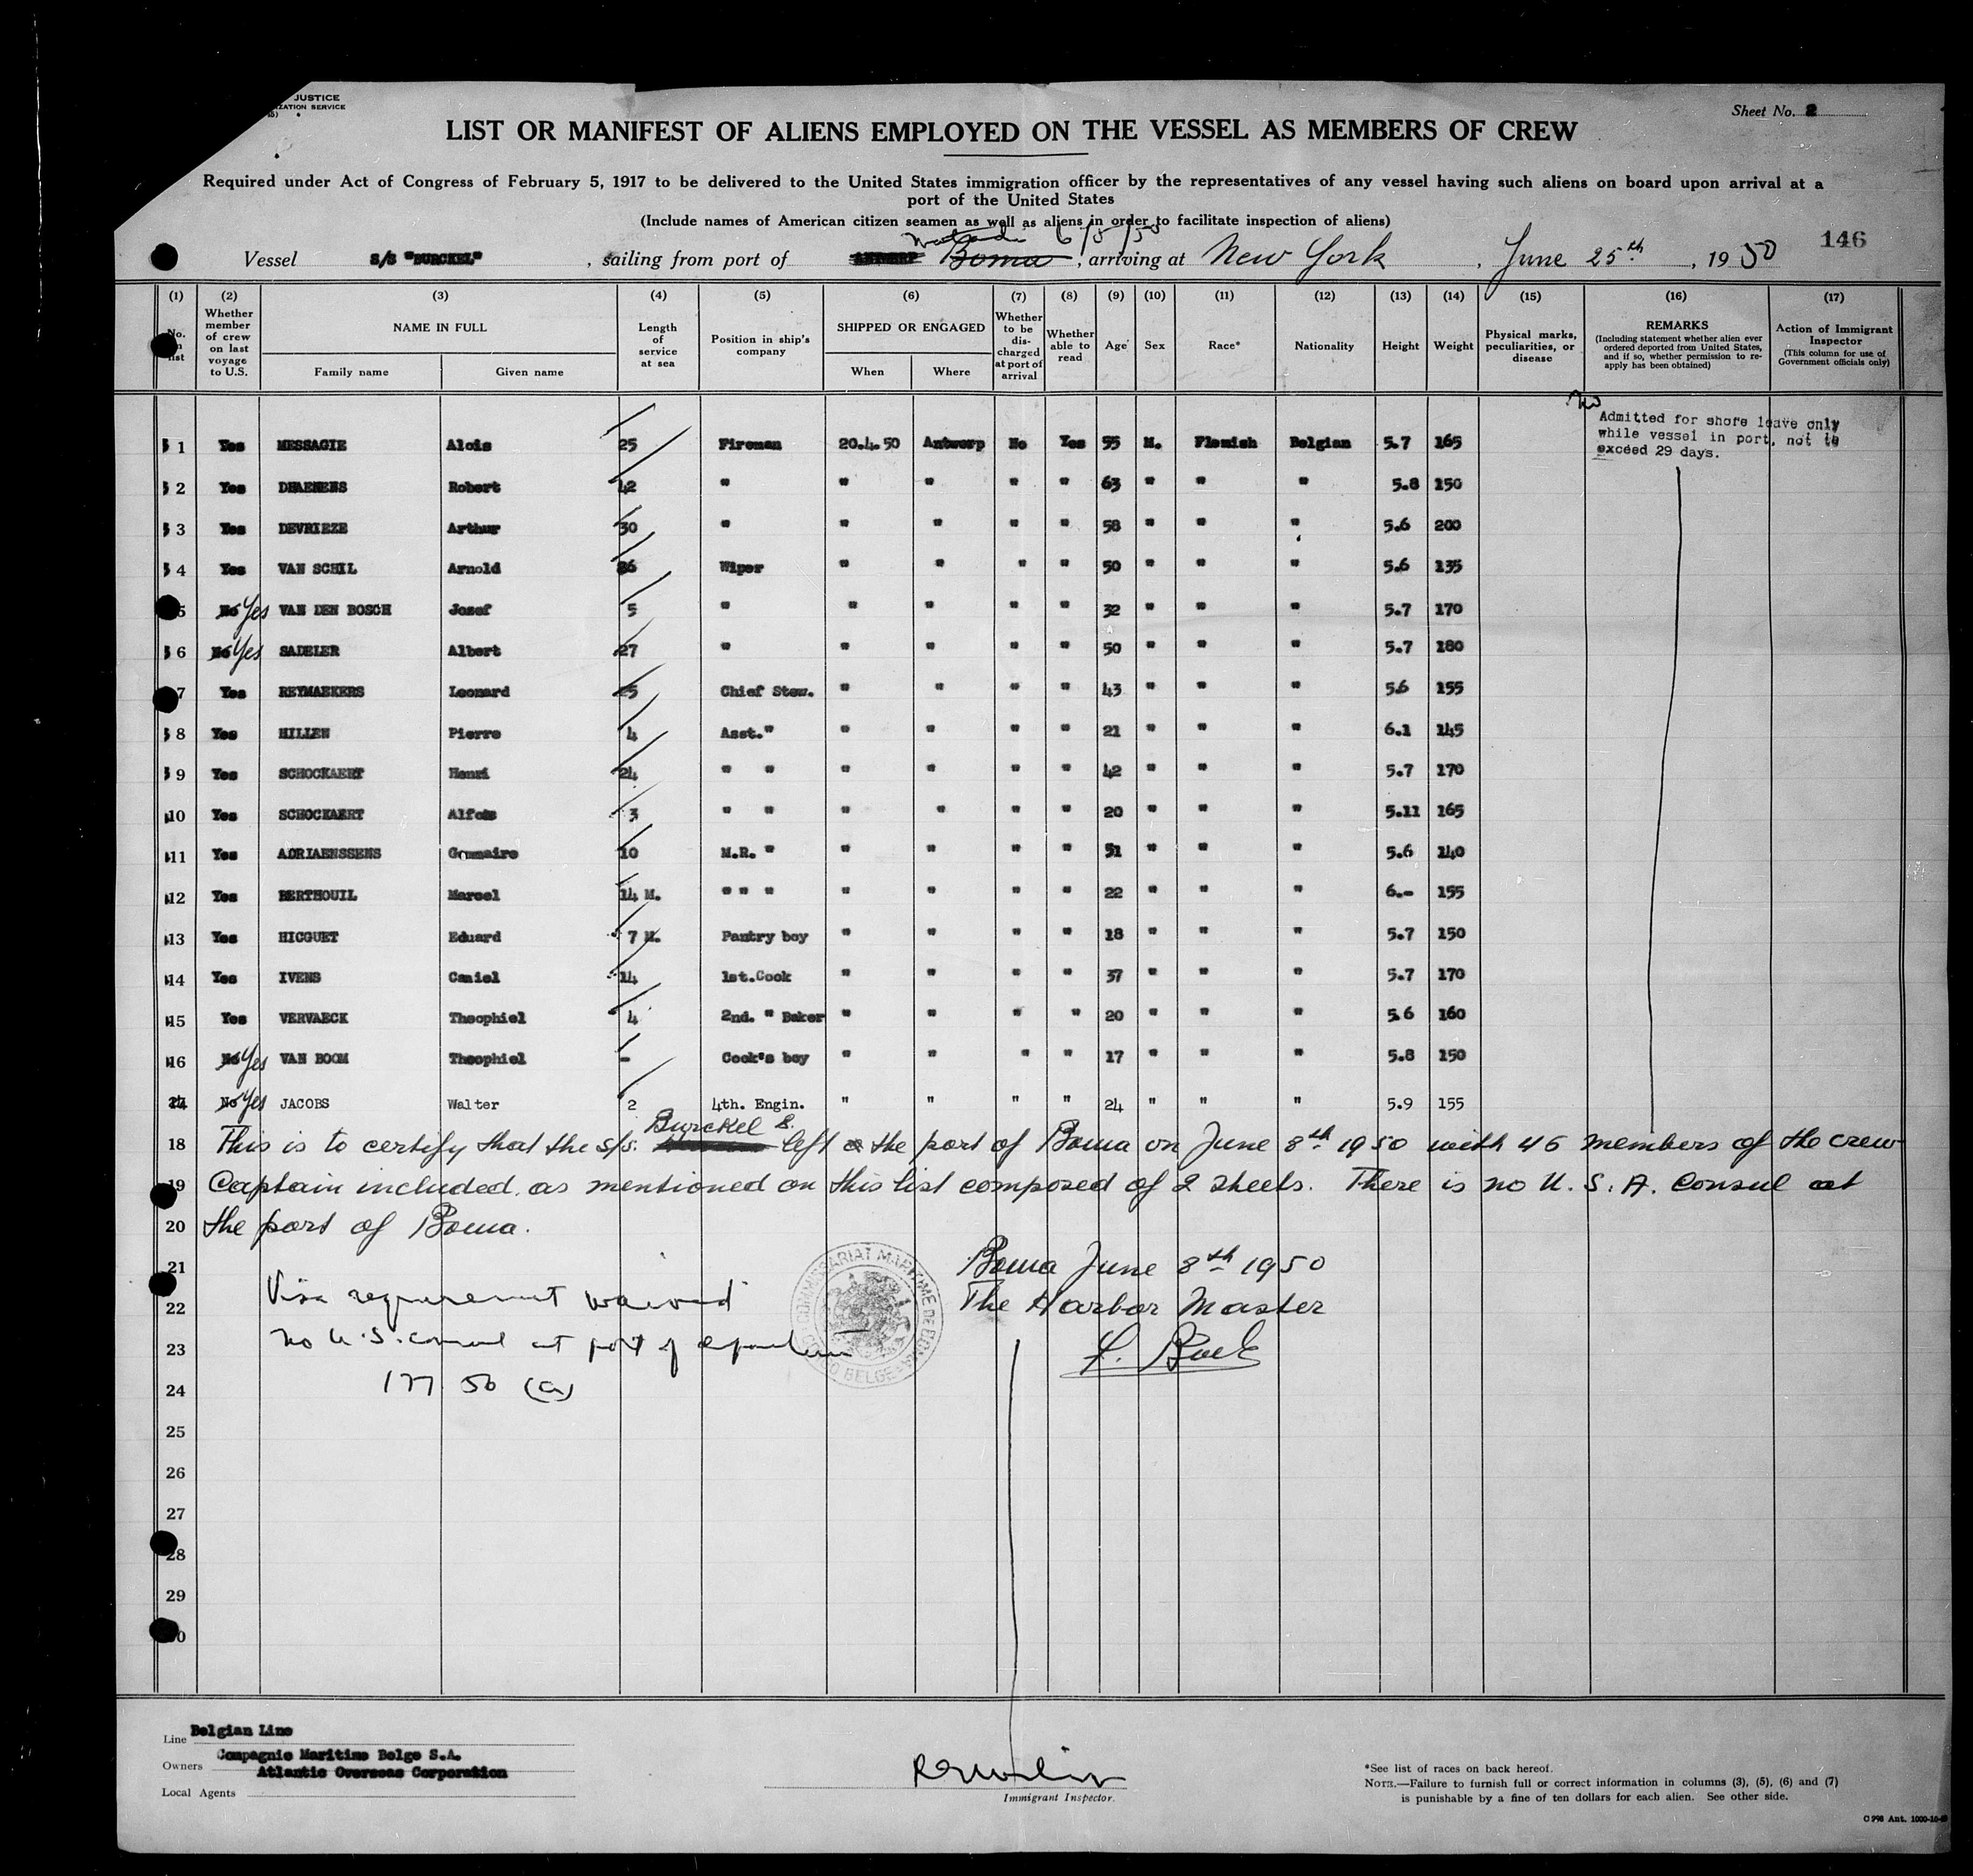 JUSTICE
ZATION SERVICE
Sheet No. 2
LIST OR MANIFEST OF ALIENS EMPLOYED ON THE VESSEL AS MEMBERS OF CREW
Required under Act of Congress of February 5, 1917 to be delivered to the United States immigration officer by the representatives of any vessel having such aliens on board upon arrival at a
port of the United States
(Include names of American citizen seamen as well as aliens in order to facilitate inspection of aliens)
Vessel S/S "BURCKEL", sailing from port of ANTWERP Boma, arriving at New York, June 25th, 1950 146
(1) (2) (3) (4) (5) (6) (7) (8) (9) (10) (11) (12) (13) (14) (15) (16) (17)
No. on list Whether member of crew on last voyage to U.S. NAME IN FULL Family name Given name Length of service at sea Position in ship's company SHIPPED OR ENGAGED When Where Whether to be discharged at port of arrival Whether able to read Age Sex Race* Nationality Height Weight Physical marks, peculiarities, or disease REMARKS (Including statement whether alien ever ordered deported from United States, and if so, whether permission to reapply has been obtained) Action of Immigrant Inspector (This column for use of Government officials only)
No
Admitted for shore leave only
while vessel in port, not to
exceed 29 days.
1 Yes MESSAGIE Alois 25 Fireman 20.4.50 Antwerp No Yes 55 M. Flemish Belgian 5.7 165
2 Yes DHAENENS Robert 42 " " " " " 63 " " " 5.8 150
3 Yes DEVRIEZE Arthur 30 " " " " " 58 " " " 5.6 200
4 Yes VAN SCHIL Arnold 26 Wiper " " " " 50 " " " 5.6 135
5 No Yes VAN DEN BOSCH Jozef 5 " " " " " 32 " " " 5.7 170
6 No Yes SADELER Albert 27 " " " " " 50 " " " 5.7 180
7 Yes REYMAEKERS Leonard 25 Chief Stew. " " " " 43 " " " 5.6 155
8 Yes HILLEN Pierre 4 Asst." " " " " 21 " " " 6.1 145
9 Yes SCHOCKAERT Henri 24 " " " " " " 42 " " " 5.7 170
10 Yes SCHOCKAERT Alfons 3 " " " " " " 20 " " " 5.11 165
11 Yes ADRIAENSSENS Gommaire 10 M.R. " " " " " 51 " " " 5.6 140
12 Yes BERTHOUIL Marcel 14 M. " " " " " " " 22 " " " 6.- 155
13 Yes HICGUET Eduard 7 M. Pantry boy " " " " 18 " " " 5.7 150
14 Yes IVENS Camiel 14 1st.Cook " " " " 37 " " " 5.7 170
15 Yes VERVAECK Theophiel 4 2nd. " Baker " " " " 20 " " " 5.6 160
16 No Yes VAN BOOM Theophiel - Cook's boy " " " " 17 " " " 5.8 150
17 No Yes JACOBS Walter 2 4th. Engin. " " " " 24 " " " 5.9 155
18 This is to certify that the s/s. Burckel left the port of Boma on June 8th 1950 with 46 members of the crew
19 Captain included, as mentioned on this list composed of 2 sheets. There is no U.S.A. Consul at
20 the port of Boma.
21 Boma June 8th 1950
22 Visa requirement waived The Harbor Master
23 no U.S. consul at port of departure
24 177 50 (a)
COMMISSARIAT MARITIME DE BOMA
CONGO BELGE
25
26
27
28
29
30
Line Belgian Line
Owners Compagnie Maritime Belge S.A.
Atlantic Overseas Corporation
Local Agents
Immigrant Inspector.
*See list of races on back hereof.
NOTE.—Failure to furnish full or correct information in columns (3), (5), (6) and (7)
is punishable by a fine of ten dollars for each alien. See other side.